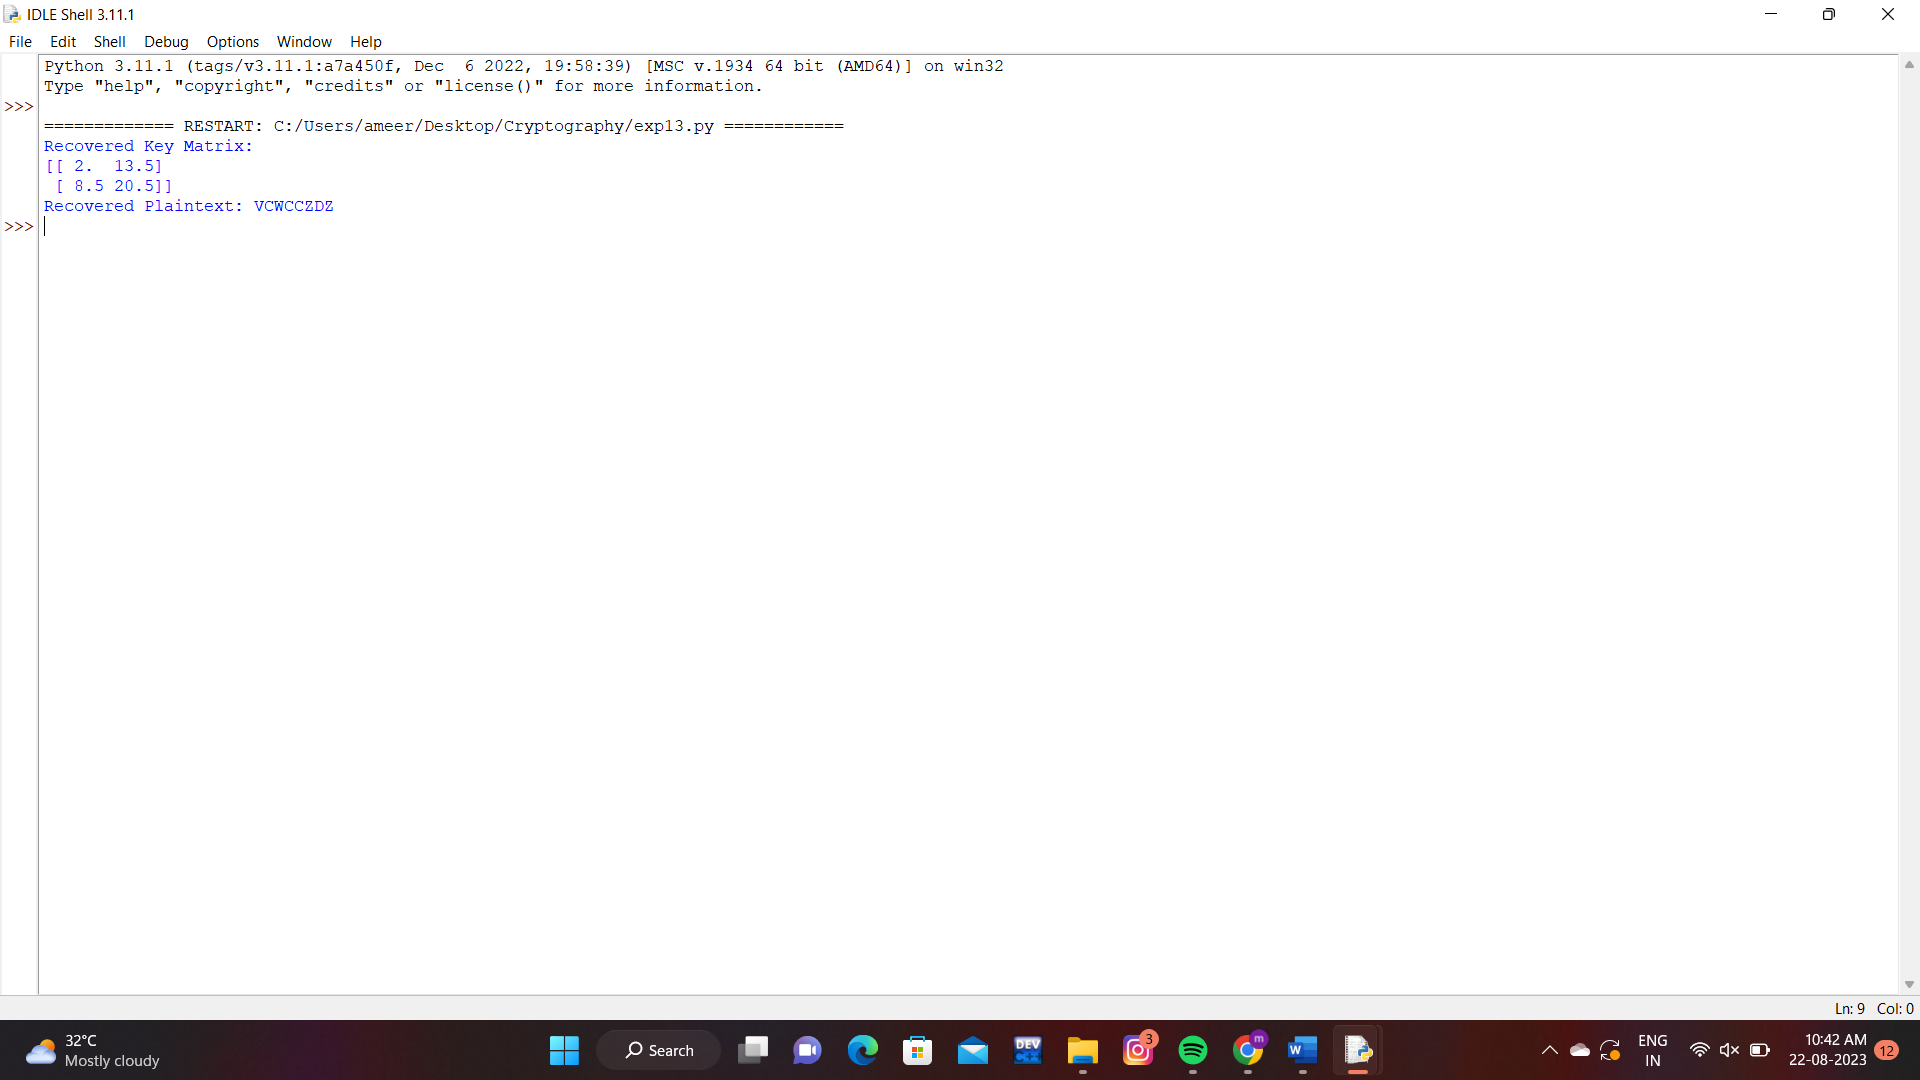 IDLE Shell 3.11.1
File Edit Shell Debug Options Window Help
Python 3.11.1 (tags/v3.11.1:a7a450f, Dec  6 2022, 19:58:39) [MSC v.1934 64 bit (AMD64)] on win32
Type "help", "copyright", "credits" or "license()" for more information.
>>>
============= RESTART: C:/Users/ameer/Desktop/Cryptography/exp13.py ============
Recovered Key Matrix:
[[ 2.  13.5]
 [ 8.5 20.5]]
Recovered Plaintext: VCWCCZDZ
>>>
Ln: 9 Col: 0
32°C
Mostly cloudy
Search
DEV
C++
3
m
W
ENG
IN
10:42 AM
22-08-2023
12